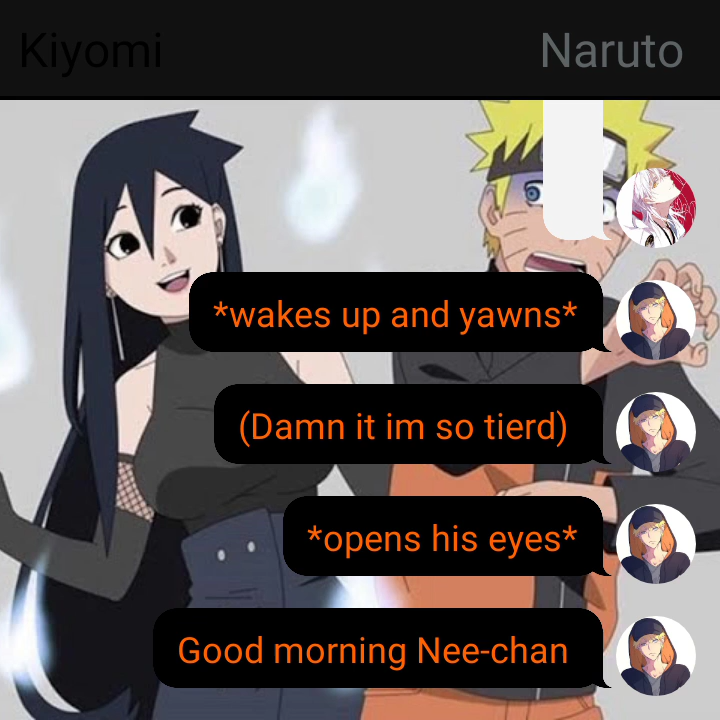 Kiyomi
Naruto
*wakes up and yawns*
(Damn it im so tierd)
*opens his eyes*
Good morning Nee-chan